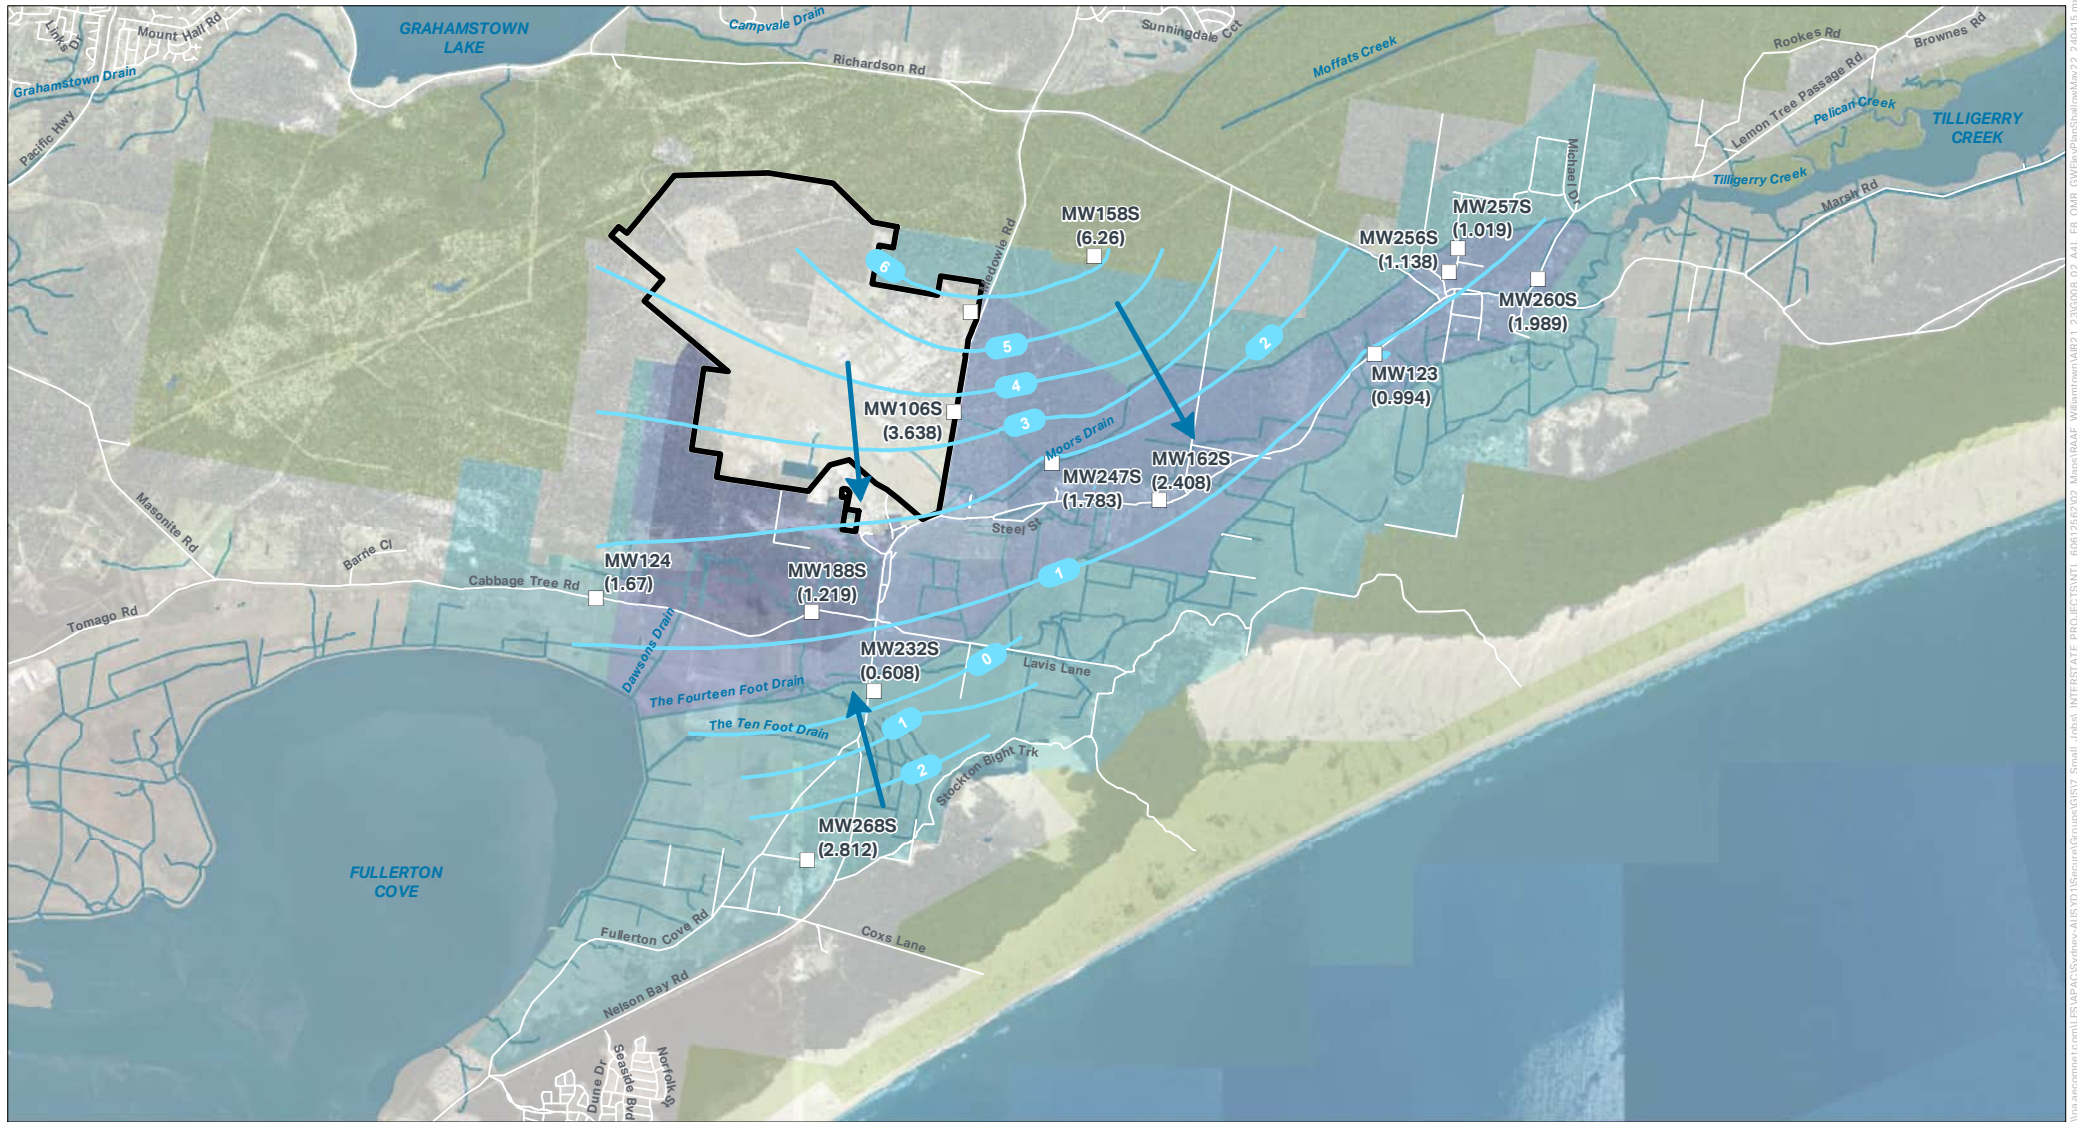 Links
Dr
Mount Hall Rd
GRAHAMSTOWN
LAKE
Campvale Drain
Sunningdale Cct
Richardson Rd
Moffats Creek
Rookes Rd
Brownes Rd
Grahamstown Drain
Pacific Hwy
Lemon Tree Passage Rd
Pelican Creek
TILLIGERRY
CREEK
Tilligerry Creek
Marsh Rd
Michael Dr
MW158S
(6.26)
MW257S
(1.019)
MW256S
(1.138)
MW260S
(1.989)
Medowie Rd
6
5
4
3
2
MW123
(0.994)
MW106S
(3.638)
Moors Drain
MW247S
(1.783)
MW162S
(2.408)
Steel St
Masonite Rd
Barrie Cl
Cabbage Tree Rd
Tomago Rd
MW124
(1.67)
MW188S
(1.219)
1
Dawsons Drain
MW232S
(0.608)
0
Lavis Lane
The Fourteen Foot Drain
The Ten Foot Drain
1
2
Stockton Bight Trk
MW268S
(2.812)
FULLERTON
COVE
Fullerton Cove Rd
Coxs Lane
Nelson Bay Rd
Dune Dr
Seaside Bvd
Norfolk St